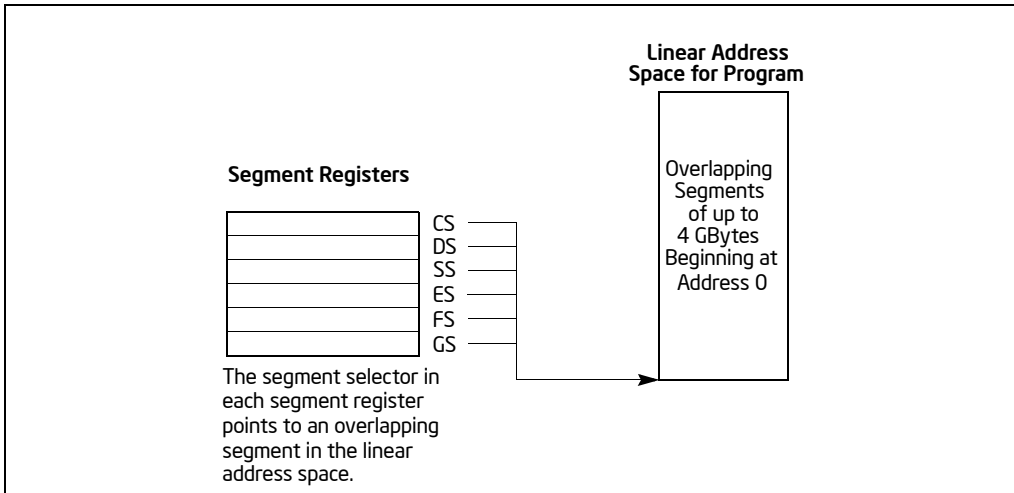 Linear Address
Space for Program
Segment Registers
CS
DS
SS
ES
FS
GS
The segment selector in
each segment register
points to an overlapping
segment in the linear
address space.
Overlapping
Segments
of up to
4 GBytes
Beginning at
Address 0